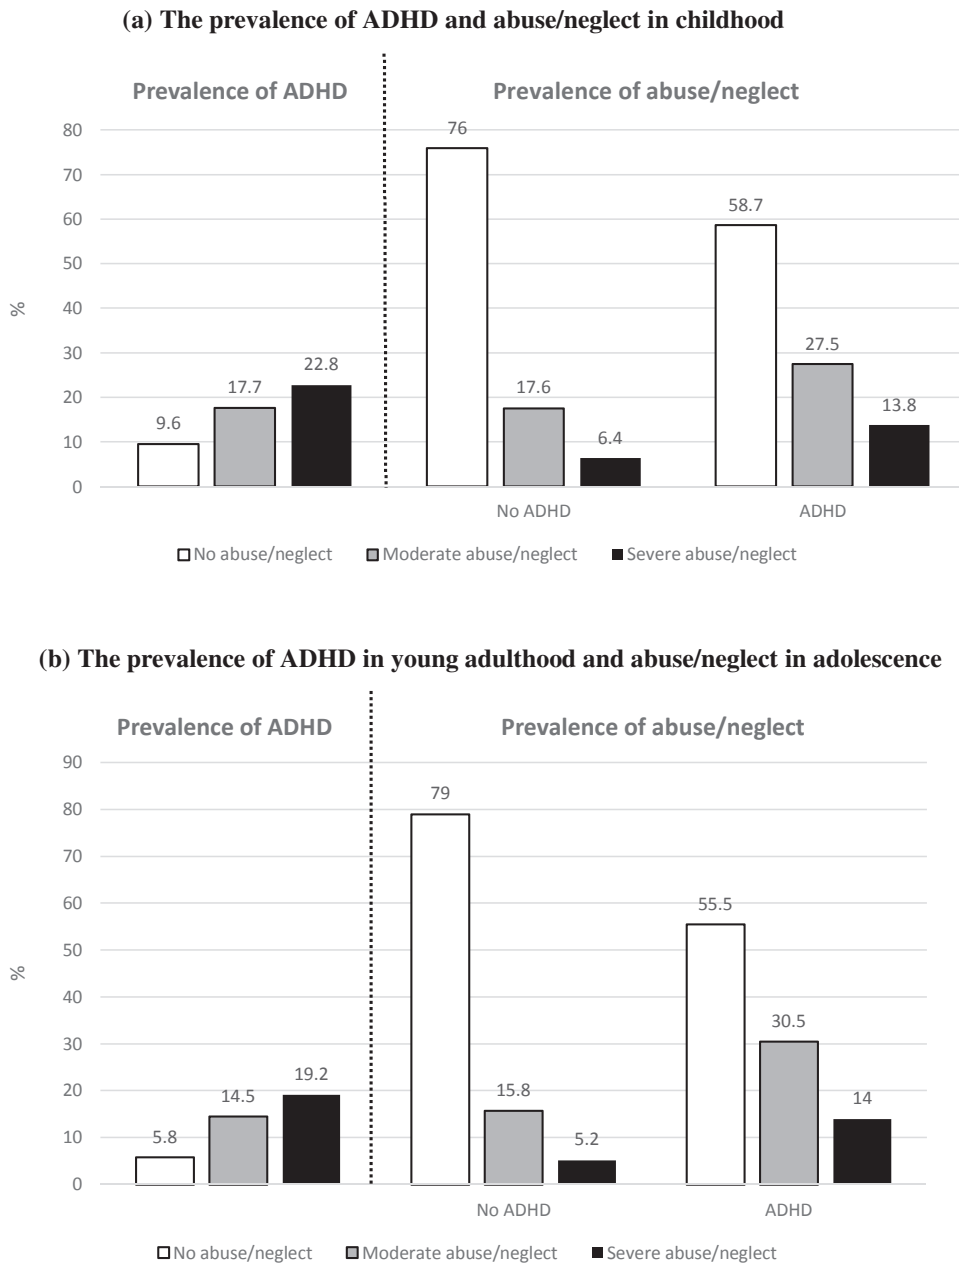 (a) The prevalence of ADHD and abuse/neglect in childhood
Prevalence of ADHD
Prevalence of abuse/neglect
%
80
70
60
50
40
30
20
10
0
9.6
17.7
22.8
76
17.6
6.4
58.7
27.5
13.8
No ADHD
ADHD
No abuse/neglect
Moderate abuse/neglect
Severe abuse/neglect
(b) The prevalence of ADHD in young adulthood and abuse/neglect in adolescence
Prevalence of ADHD
Prevalence of abuse/neglect
%
90
80
70
60
50
40
30
20
10
0
5.8
14.5
19.2
79
15.8
5.2
55.5
30.5
14
No ADHD
ADHD
No abuse/neglect
Moderate abuse/neglect
Severe abuse/neglect